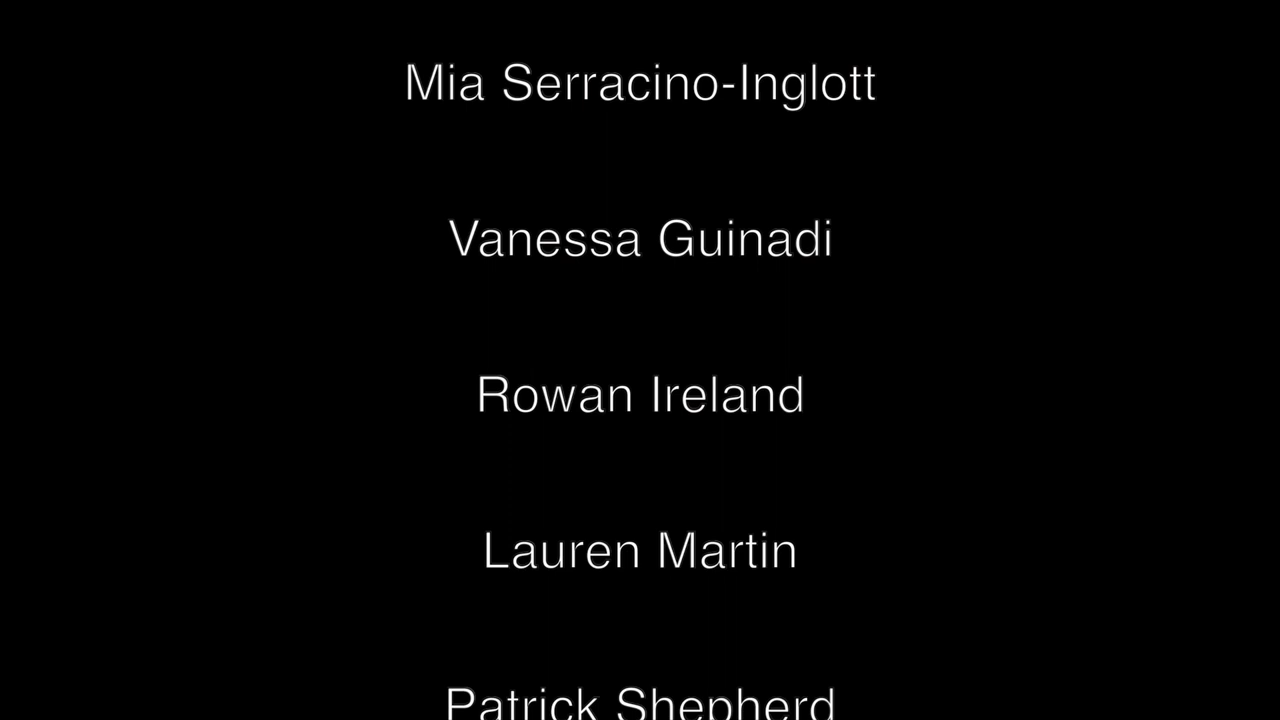 Mia Serracino-Inglott
Vanessa Guinadi
Rowan Ireland
Lauren Martin
Patrick Shepherd